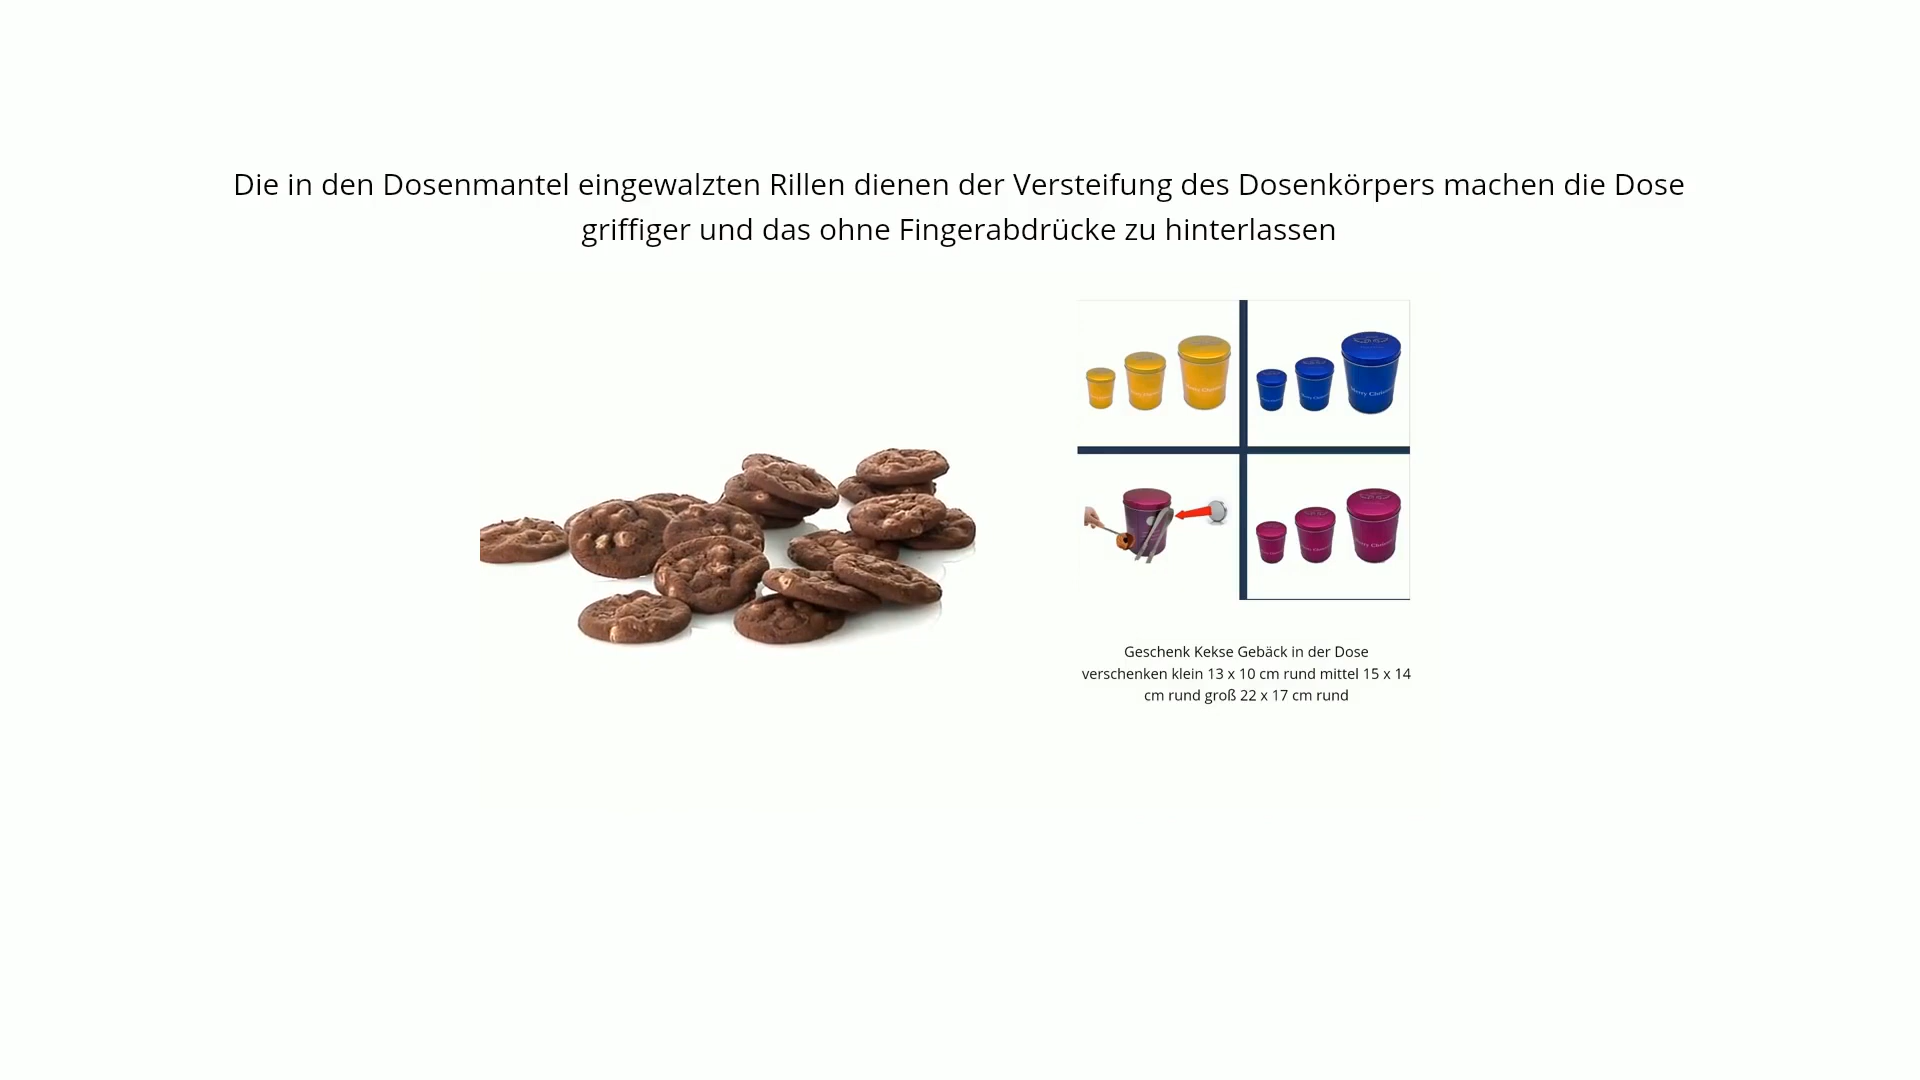 Die in den Dosenmantel eingewalzten Rillen dienen der Versteifung des Dosenkörpers machen die Dose
griffiger und das ohne Fingerabdrücke zu hinterlassen
Geschenk Kekse Gebäck in der Dose
verschenken klein 13 x 10 cm rund mittel 15 x 14
cm rund groß 22 x 17 cm rund